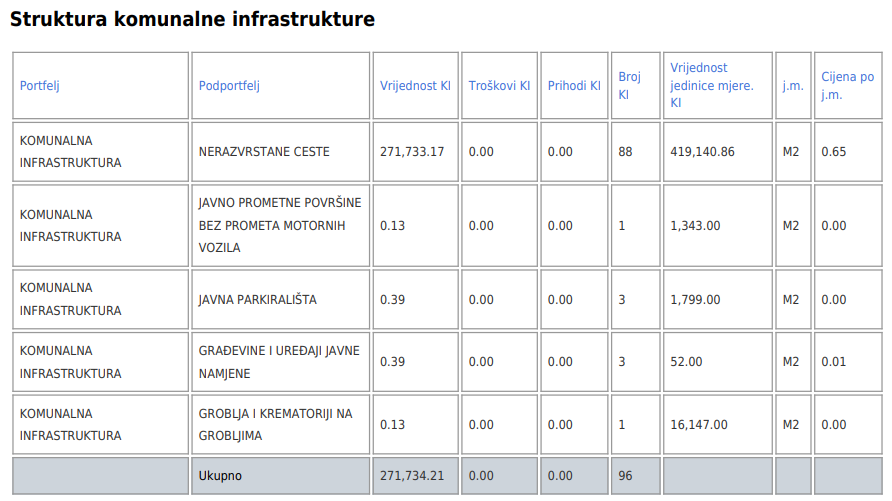 Struktura komunalne infrastrukture
Portfelj
Podportfelj
Vrijednost KI
Troškovi KI
Prihodi KI
Broj
KI
Vrijednost
jedinice mjere.
KI
j.m.
Cijena po
j.m.
KOMUNALNA
INFRASTRUKTURA
NERAZVRSTANE CESTE
271,733.17
0.00
0.00
88
419,140.86
M2
0.65
KOMUNALNA
INFRASTRUKTURA
JAVNO PROMETNE POVRŠINE
BEZ PROMETA MOTORNIH
VOZILA
0.13
0.00
0.00
1
1,343.00
M2
0.00
KOMUNALNA
INFRASTRUKTURA
JAVNA PARKIRALIŠTA
0.39
0.00
0.00
3
1,799.00
M2
0.00
KOMUNALNA
INFRASTRUKTURA
GRAĐEVINE I UREĐAJI JAVNE
NAMJENE
0.39
0.00
0.00
3
52.00
M2
0.01
KOMUNALNA
INFRASTRUKTURA
GROBLJA I KREMATORIJI NA
GROBLJIMA
0.13
0.00
0.00
1
16,147.00
M2
0.00
Ukupno
271,734.21
0.00
0.00
96